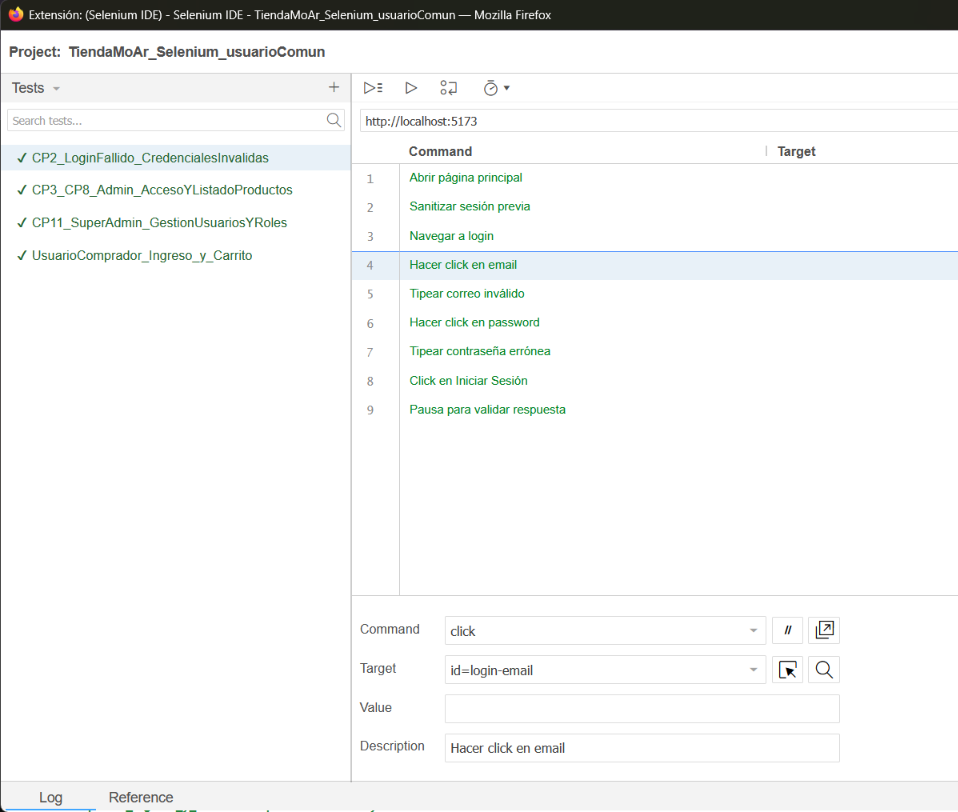 Extensión: (Selenium IDE) - Selenium IDE - TiendaMoAr_Selenium_usuarioComun — Mozilla Firefox
Project: TiendaMoAr_Selenium_usuarioComun
Tests
Search tests...
CP2_LoginFallido_CredencialesInvalidas
CP3_CP8_Admin_AccesoYListadoProductos
CP11_SuperAdmin_GestionUsuariosYRoles
UsuarioComprador_Ingreso_y_Carrito
http://localhost:5173
Command Target
1 Abrir página principal
2 Sanitizar sesión previa
3 Navegar a login
4 Hacer click en email
5 Tipear correo inválido
6 Hacer click en password
7 Tipear contraseña errónea
8 Click en Iniciar Sesión
9 Pausa para validar respuesta
Command click //
Target id=login-email
Value
Description Hacer click en email
Log Reference